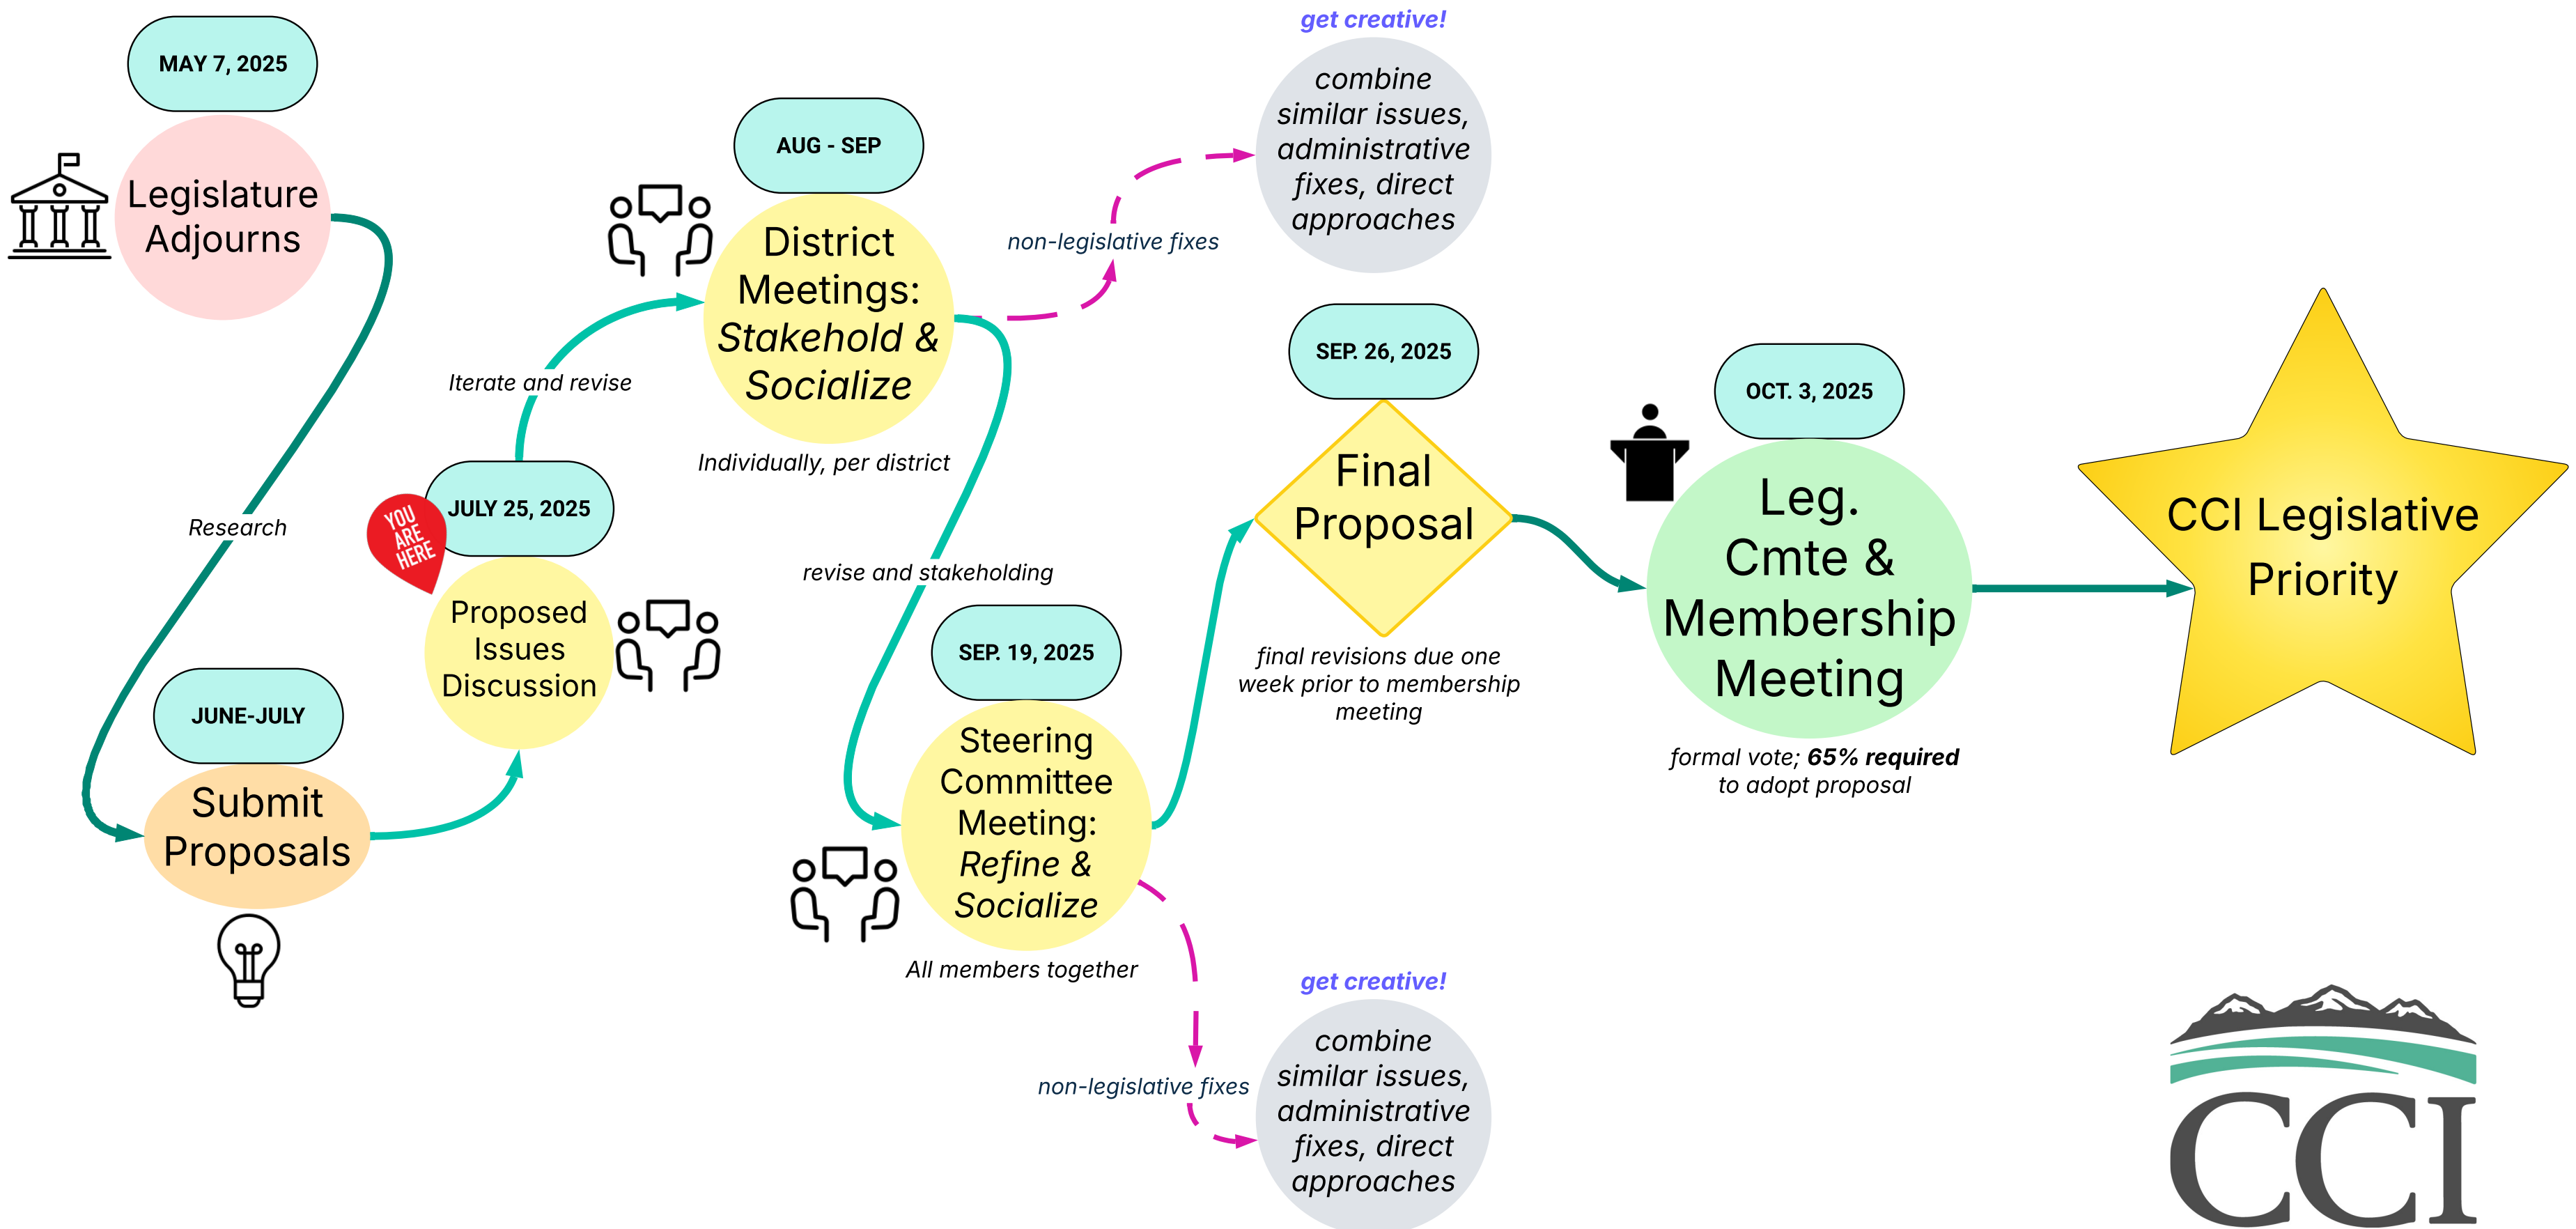 MAY 7, 2025
Legislature
Adjourns
Research
JUNE-JULY
Submit
Proposals
YOU
ARE
HERE
JULY 25, 2025
Proposed
Issues
Discussion
Iterate and revise
AUG - SEP
District
Meetings:
Stakehold &
Socialize
Individually, per district
non-legislative fixes
get creative!
combine
similar issues,
administrative
fixes, direct
approaches
revise and stakeholding
SEP. 19, 2025
Steering
Committee
Meeting:
Refine &
Socialize
All members together
non-legislative fixes
get creative!
combine
similar issues,
administrative
fixes, direct
approaches
SEP. 26, 2025
Final
Proposal
final revisions due one
week prior to membership
meeting
OCT. 3, 2025
Leg.
Cmte &
Membership
Meeting
formal vote; 65% required
to adopt proposal
CCI Legislative
Priority
CCI